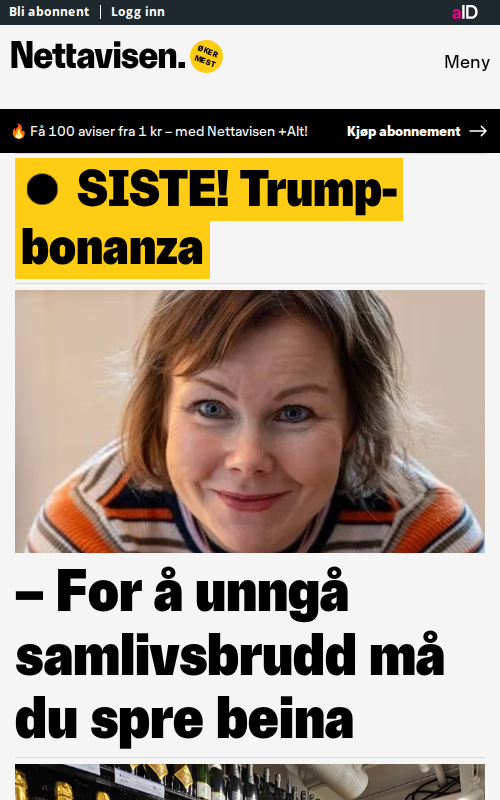 Bli abonnent | Logg inn
aID
Nettavisen.
ØKER
MEST
Meny
🔥 Få 100 aviser fra 1 kr – med Nettavisen +Alt!
Kjøp abonnement →
● SISTE! Trump-
bonanza
– For å unngå
samlivsbrudd må
du spre beina